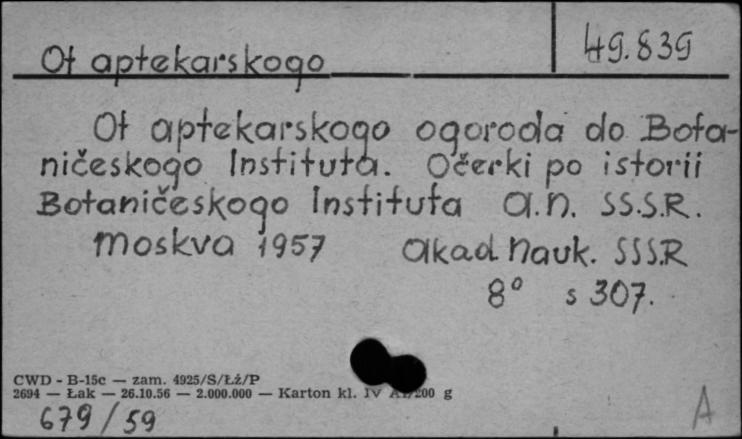 Ot aptekarskogo
49.839
Ot aptekarskogo ogoroda do Bota-
ničeskogo Instituta. Očerki po istorii
Botaničeskogo Instituta A.N. SS.S.R.
Moskva 1957 Akad Nauk. SSS.R
8° s 307.
CWD - B-15c — zam. 4925/S/Łż/P
2694 — Łak — 26.10.56 — 2.000.000 — Karton kl. IV 200 g
679/59
A